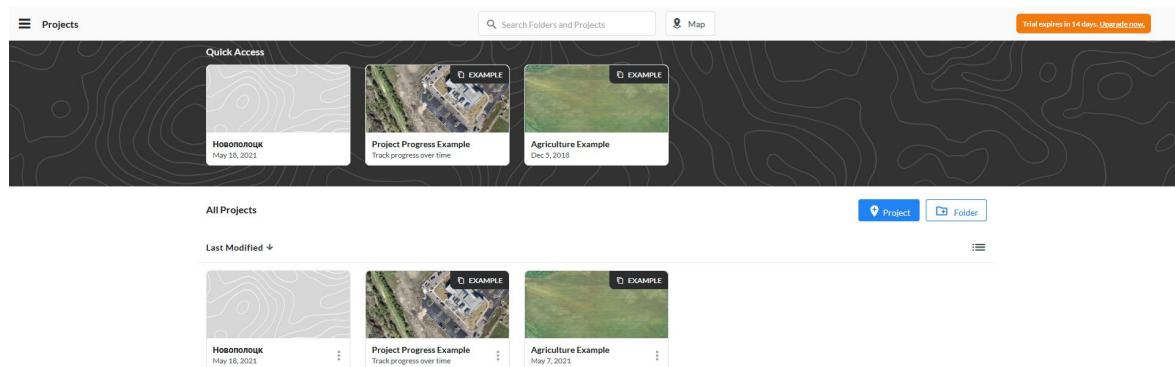 Projects
Search Folders and Projects
Map
Trial expires in 14 days. Upgrade now.
Quick Access
EXAMPLE
EXAMPLE
Новополоцк
May 18, 2021
Project Progress Example
Track progress over time
Agriculture Example
Dec 5, 2018
All Projects
Project
Folder
Last Modified
EXAMPLE
EXAMPLE
Новополоцк
May 18, 2021
Project Progress Example
Track progress over time
Agriculture Example
May 7, 2021